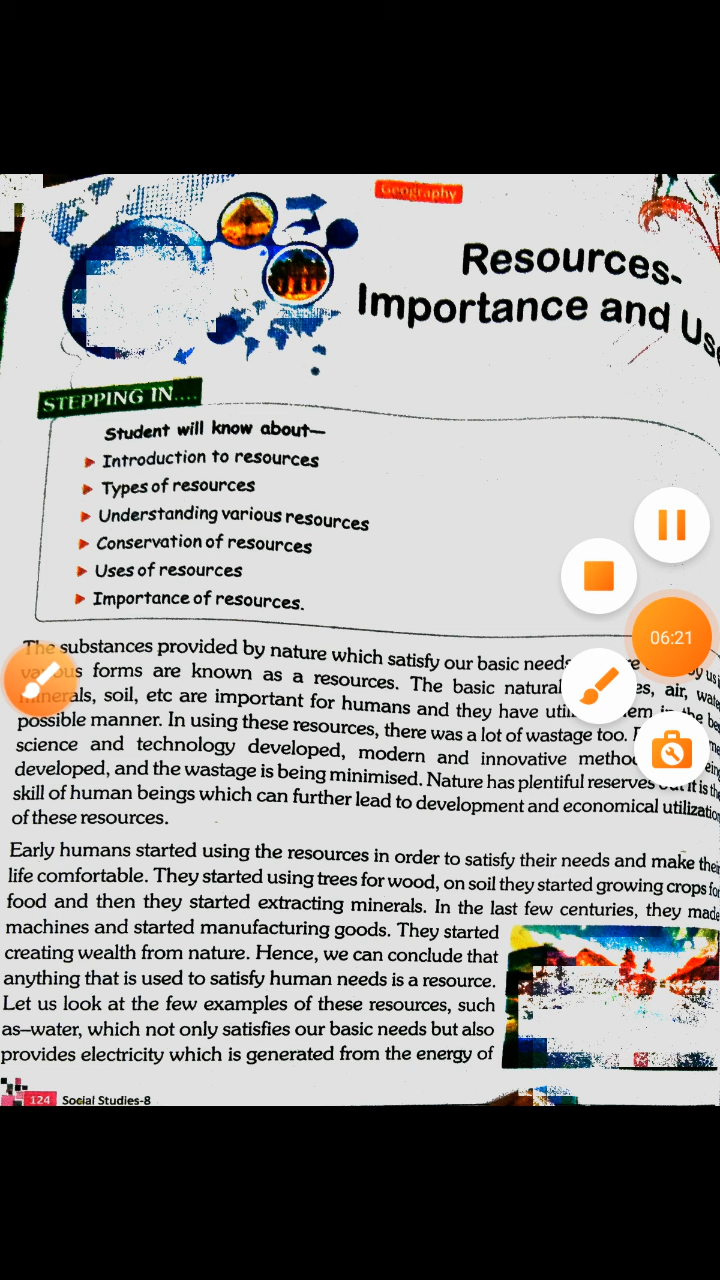 Geography
Resources-
Importance and Us
STEPPING IN....
Student will know about—
Introduction to resources
Types of resources
Understanding various resources
Conservation of resources
Uses of resources
Importance of resources.
The substances provided by nature which satisfy our basic needs
various forms are known as a resources. The basic natural air, wate
minerals, soil, etc are important for humans and they have the bes
possible manner. In using these resources, there was a lot of wastage too.
science and technology developed, modern and innovative
developed, and the wastage is being minimised. Nature has plentiful reserves it is the
skill of human beings which can further lead to development and economical utilization
of these resources.
Early humans started using the resources in order to satisfy their needs and make their
life comfortable. They started using trees for wood, on soil they started growing crops for
food and then they started extracting minerals. In the last few centuries, they made
machines and started manufacturing goods. They started
creating wealth from nature. Hence, we can conclude that
anything that is used to satisfy human needs is a resource.
Let us look at the few examples of these resources, such
as–water, which not only satisfies our basic needs but also
provides electricity which is generated from the energy of
124 Social Studies-8
06:21